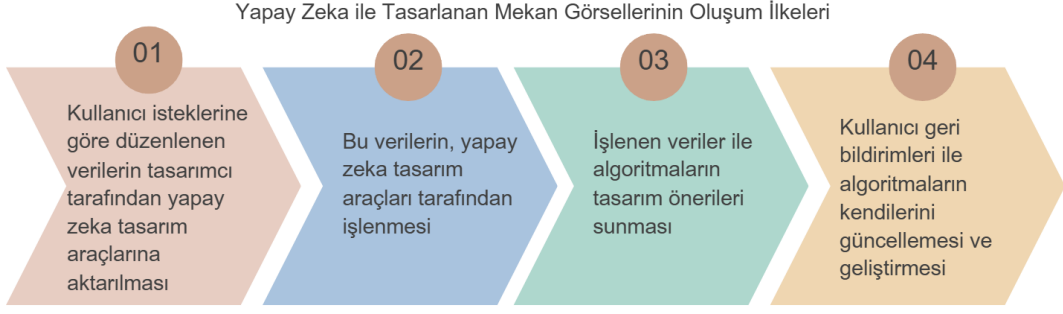 Yapay Zeka ile Tasarlanan Mekan Görsellerinin Oluşum İlkeleri
01
Kullanıcı isteklerine
göre düzenlenen
verilerin tasarımcı
tarafından yapay
zeka tasarım
araçlarına
aktarılması
02
Bu verilerin, yapay
zeka tasarım
araçları tarafından
işlenmesi
03
İşlenen veriler ile
algoritmaların
tasarım önerileri
sunması
04
Kullanıcı geri
bildirimleri ile
algoritmaların
kendilerini
güncellemesi ve
geliştirmesi